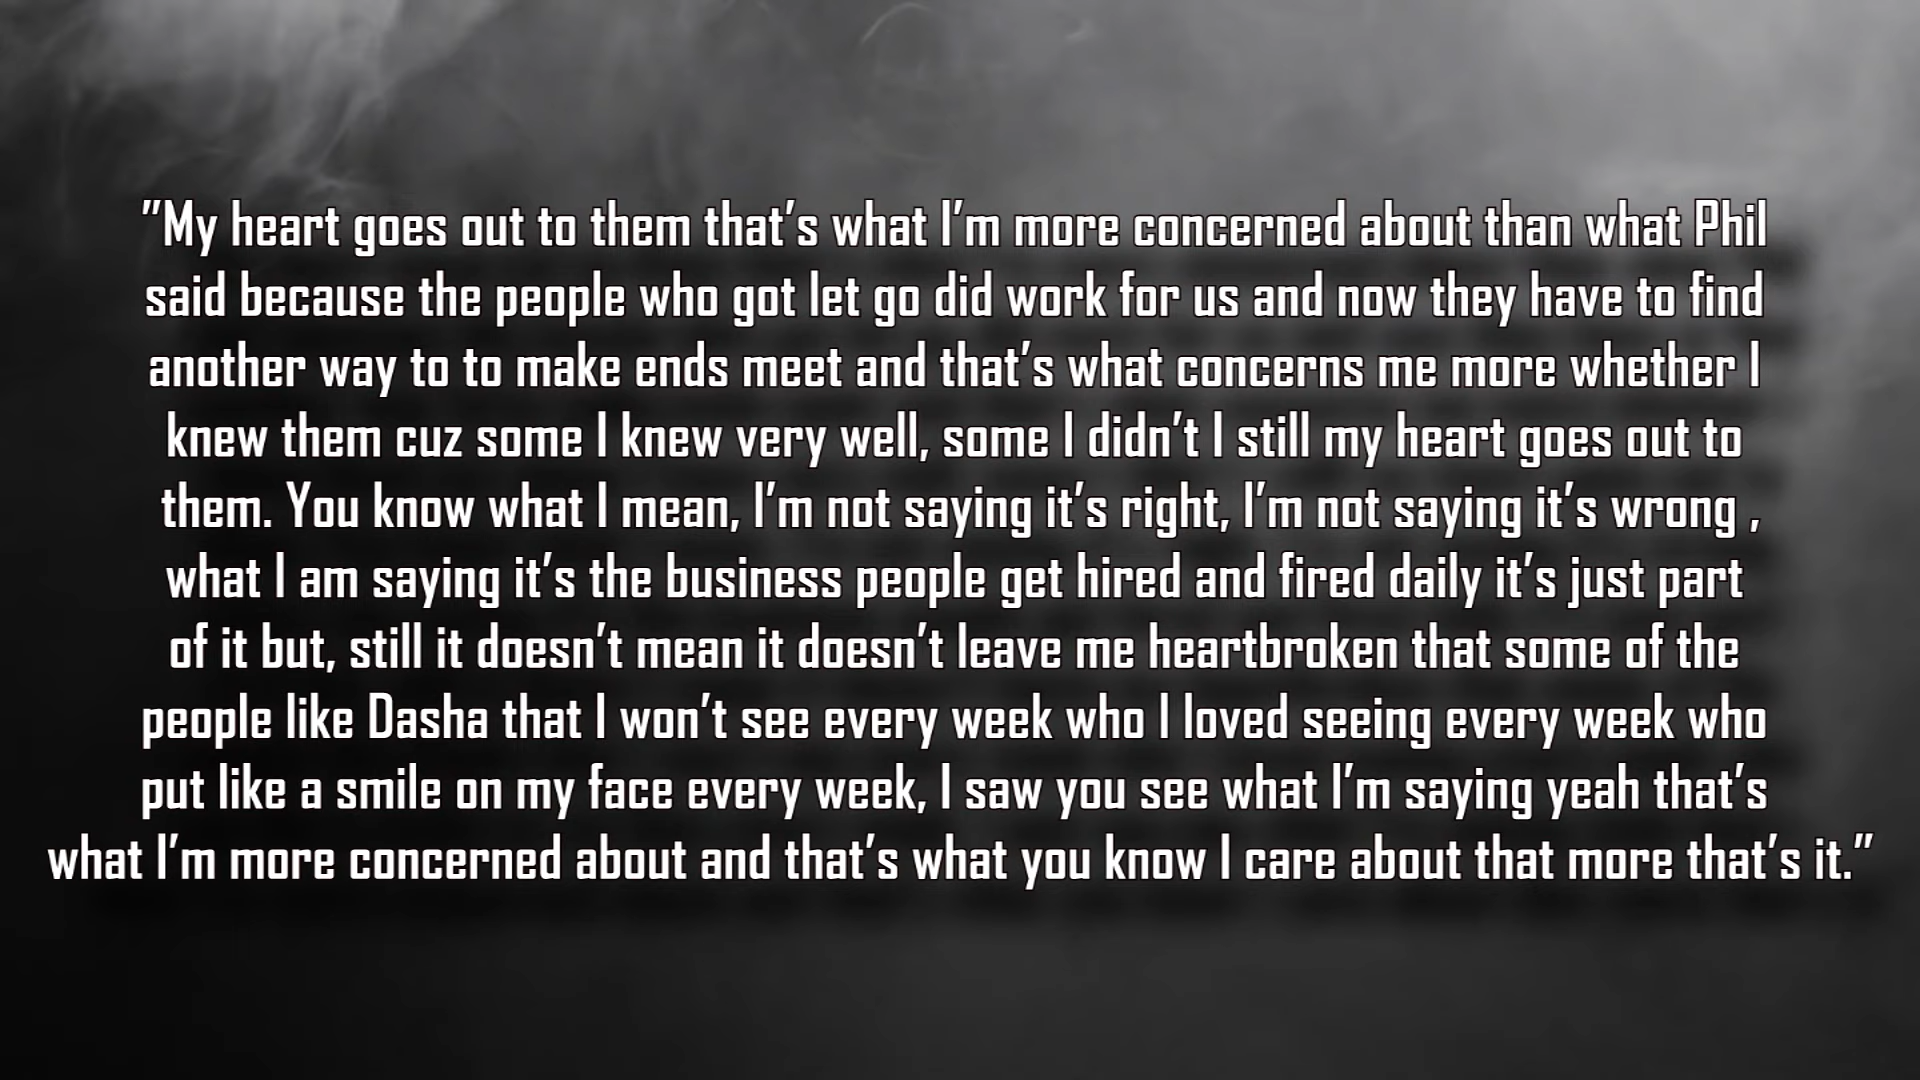 "My heart goes out to them that's what I'm more concerned about than what Phil
said because the people who got let go did work for us and now they have to find
another way to to make ends meet and that's what concerns me more whether I
knew them cuz some I knew very well, some I didn't I still my heart goes out to
them. You know what I mean, I'm not saying it's right, I'm not saying it's wrong ,
what I am saying it's the business people get hired and fired daily it's just part
of it but, still it doesn't mean it doesn't leave me heartbroken that some of the
people like Dasha that I won't see every week who I loved seeing every week who
put like a smile on my face every week, I saw you see what I'm saying yeah that's
what I'm more concerned about and that's what you know I care about that more that's it."